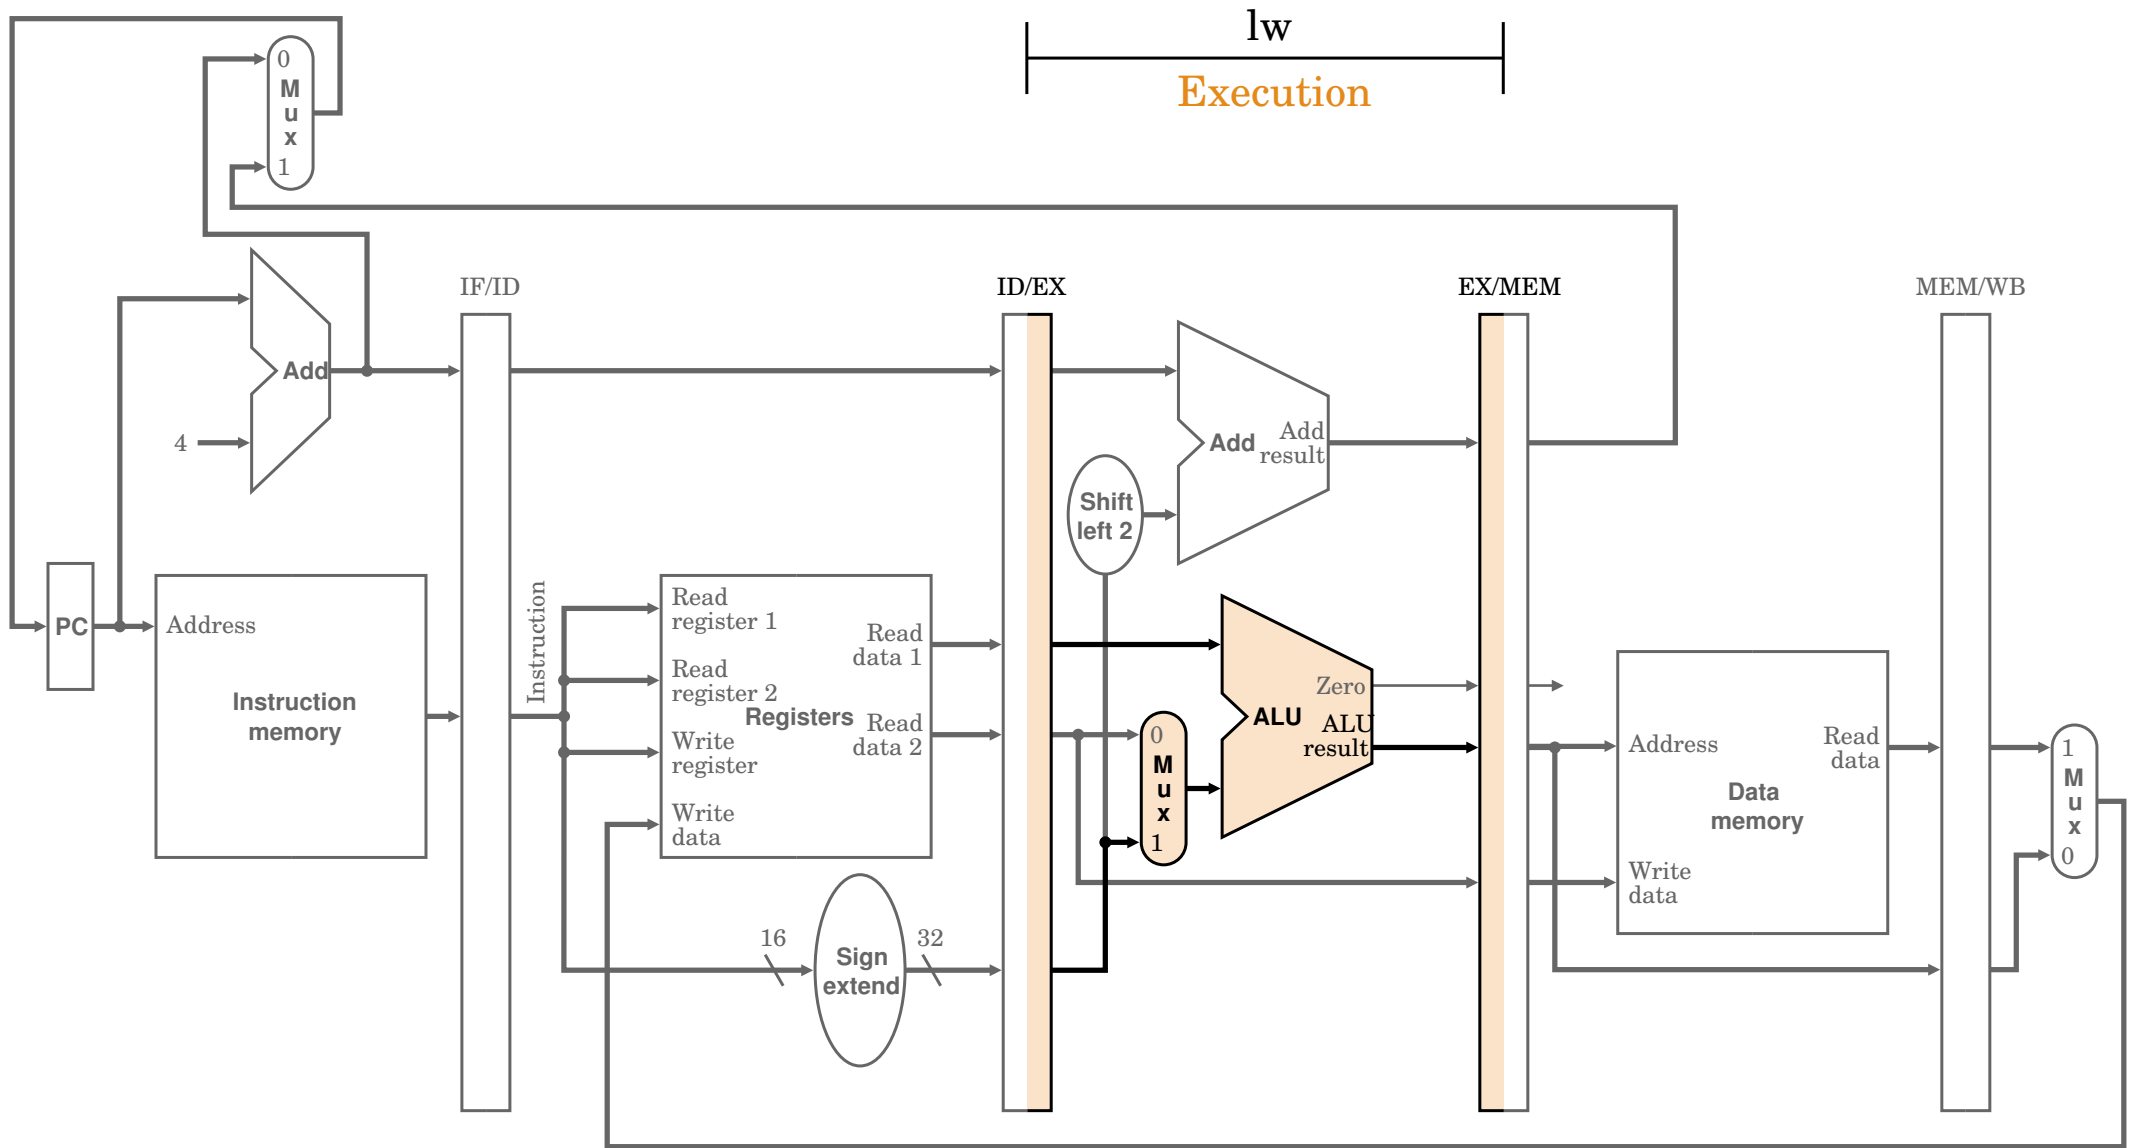 lw
Execution
0
M
u
x
1
IF/ID
ID/EX
EX/MEM
MEM/WB
Add
4
Add
Add
result
Shift
left 2
PC
Address
Instruction
memory
Instruction
Read
register 1
Read
register 2
Write
register
Write
data
Registers
Read
data 1
Read
data 2
16
Sign
extend
32
0
M
u
x
1
ALU
Zero
ALU
result
Address
Read
data
Data
memory
Write
data
1
M
u
x
0